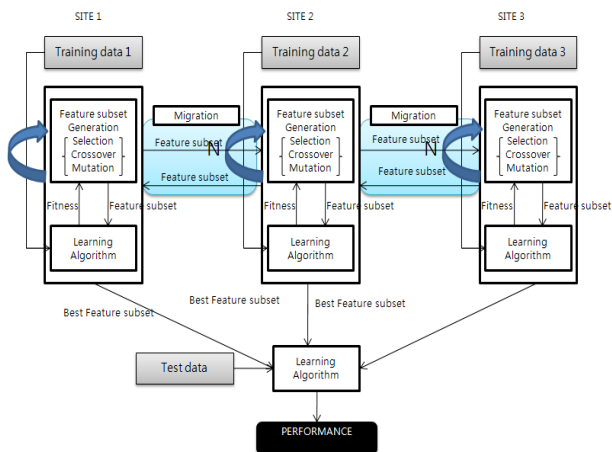 SITE 1
SITE 2
SITE 3
Training data 1
Training data 2
Training data 3
Feature subset
Generation
Selection
Crossover
Mutation
Migration
Feature subset
N
Feature subset
Feature subset
Generation
Selection
Crossover
Mutation
Migration
Feature subset
N
Feature subset
Feature subset
Generation
Selection
Crossover
Mutation
Fitness
Feature subset
Fitness
Feature subset
Fitness
Feature subset
Learning
Algorithm
Learning
Algorithm
Learning
Algorithm
Best Feature subset
Best Feature subset
Best Feature subset
Test data
Learning
Algorithm
PERFORMANCE